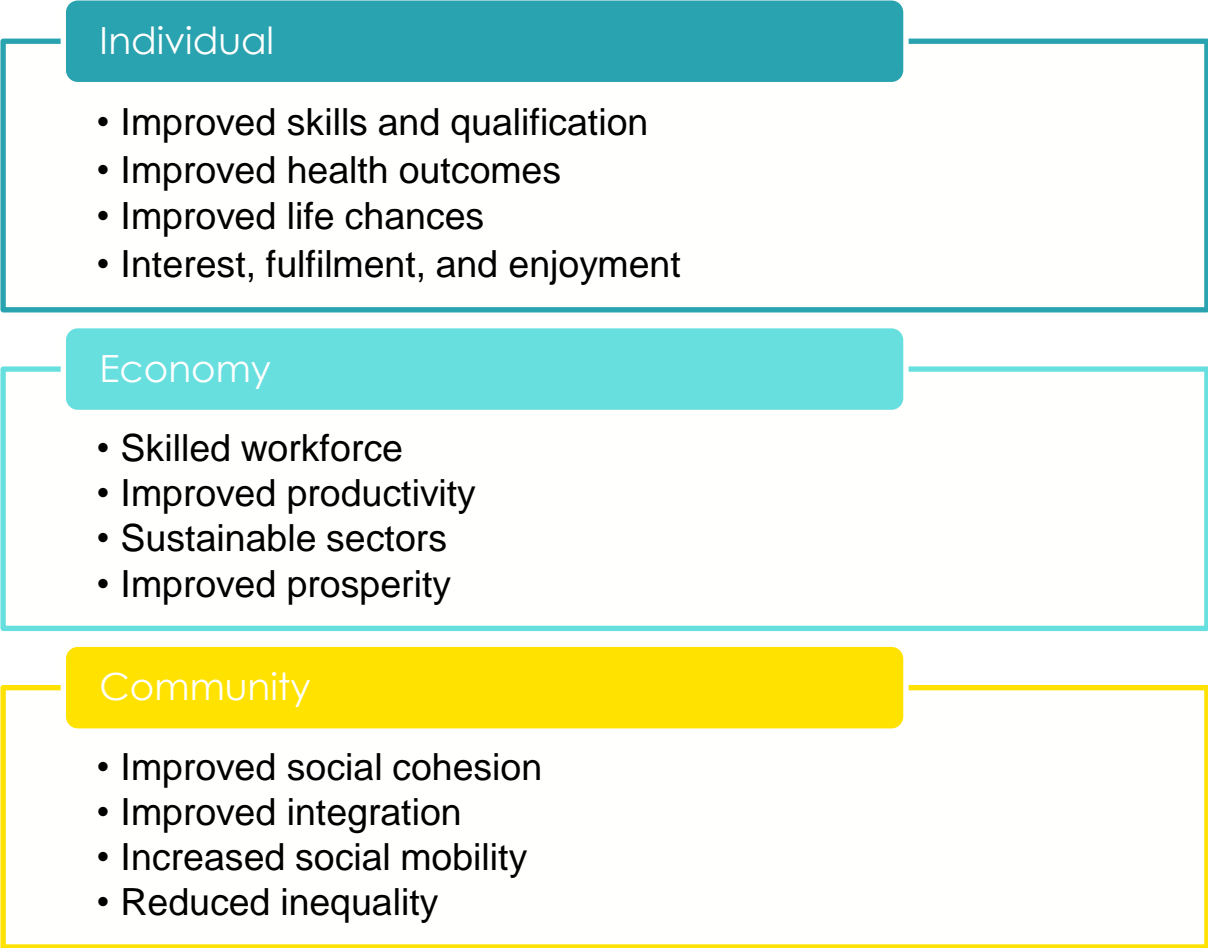 Individual
• Improved skills and qualification
• Improved health outcomes
• Improved life chances
• Interest, fulfilment, and enjoyment
Economy
• Skilled workforce
• Improved productivity
• Sustainable sectors
• Improved prosperity
Community
• Improved social cohesion
• Improved integration
• Increased social mobility
• Reduced inequality